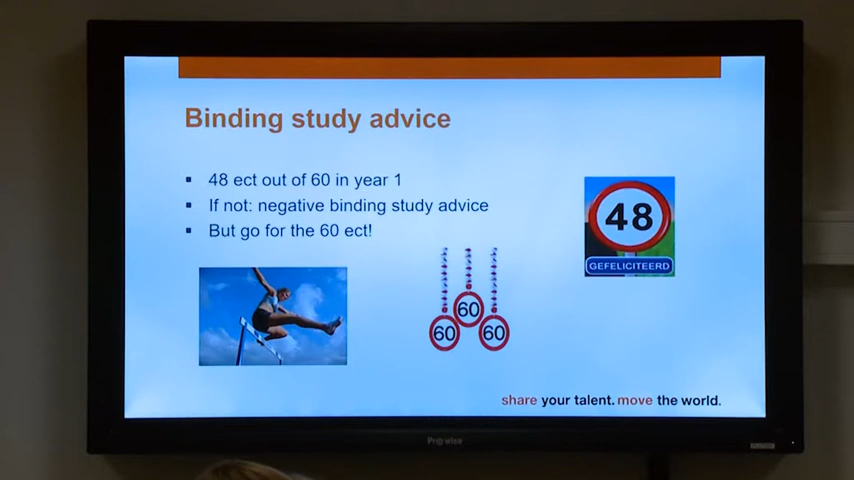 Binding study advice
48 ect out of 60 in year 1
If not: negative binding study advice
But go for the 60 ect!
48
GEFELICITEERD
60
60
60
share your talent. move the world.
Prowise